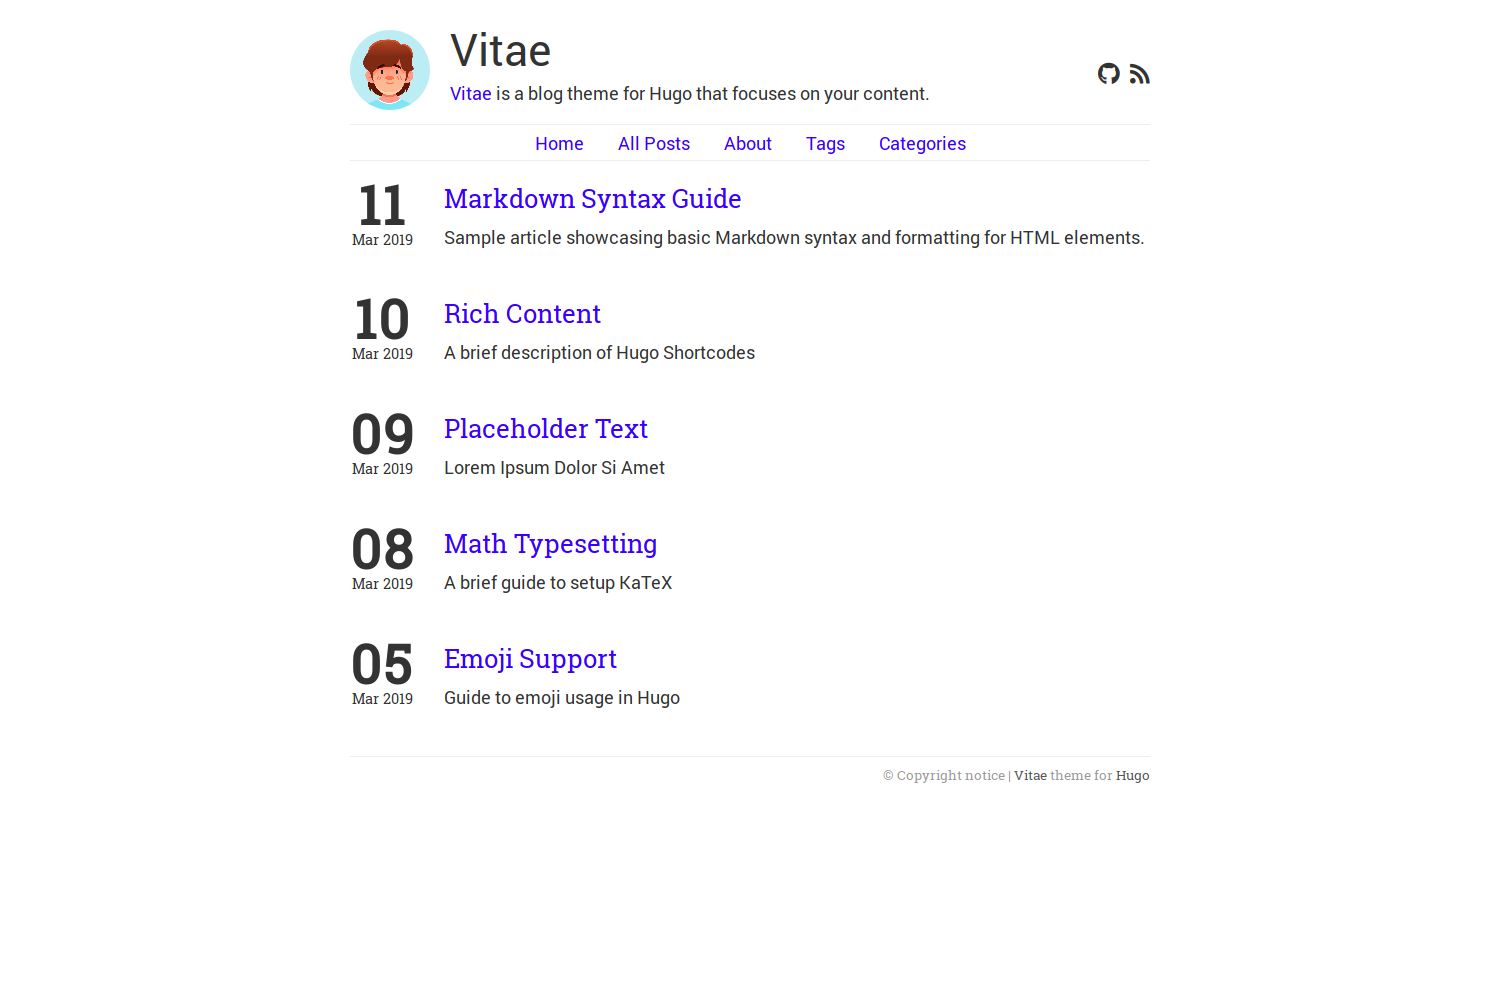 Vitae
Vitae is a blog theme for Hugo that focuses on your content.
Home All Posts About Tags Categories
11
Mar 2019
Markdown Syntax Guide
Sample article showcasing basic Markdown syntax and formatting for HTML elements.
10
Mar 2019
Rich Content
A brief description of Hugo Shortcodes
09
Mar 2019
Placeholder Text
Lorem Ipsum Dolor Si Amet
08
Mar 2019
Math Typesetting
A brief guide to setup KaTeX
05
Mar 2019
Emoji Support
Guide to emoji usage in Hugo
© Copyright notice | Vitae theme for Hugo